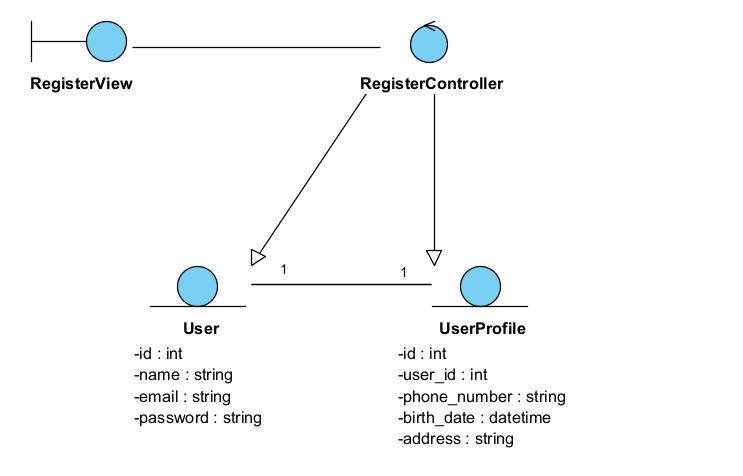 RegisterView
RegisterController
1
1
User
-id : int
-name : string
-email : string
-password : string
UserProfile
-id : int
-user_id : int
-phone_number : string
-birth_date : datetime
-address : string